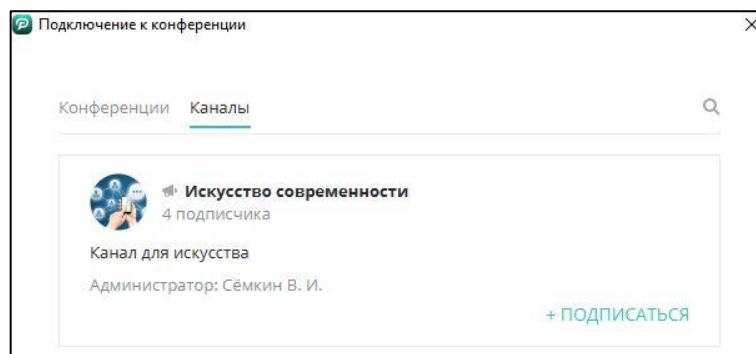 Подключение к конференции
Конференции Каналы
Искусство современности
4 подписчика
Канал для искусства
Администратор: Сёмкин В. И.
+ ПОДПИСАТЬСЯ